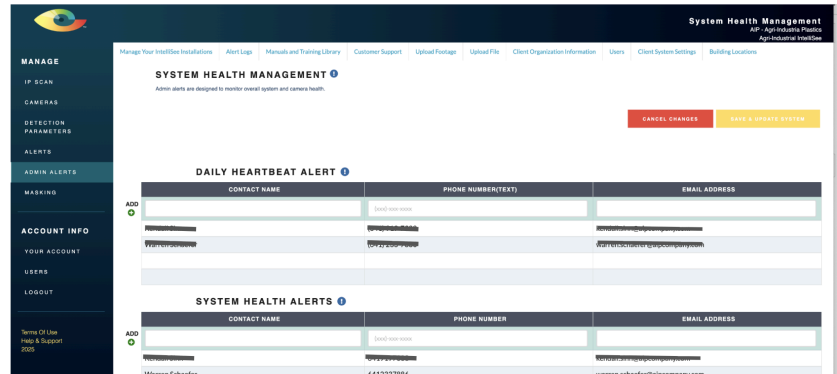 System Health Management
AIP - Agri-Industria Plastics
Agri-Industrial IntelliSee
Manage Your IntelliSee Installations Alert Logs Manuals and Training Library Customer Support Upload Footage Upload File Client Organization Information Users Client System Settings Building Locations
MANAGE
IP SCAN
CAMERAS
DETECTION
PARAMETERS
ALERTS
ADMIN ALERTS
MASKING
ACCOUNT INFO
YOUR ACCOUNT
USERS
LOGOUT
Terms Of Use
Help & Support
2025
SYSTEM HEALTH MANAGEMENT
Admin alerts are designed to monitor overall system and camera health.
CANCEL CHANGES SAVE & UPDATE SYSTEM
DAILY HEARTBEAT ALERT
CONTACT NAME PHONE NUMBER(TEXT) EMAIL ADDRESS
ADD
(xxx)-xxx-xxxx
SYSTEM HEALTH ALERTS
CONTACT NAME PHONE NUMBER EMAIL ADDRESS
ADD
(xxx)-xxx-xxxx